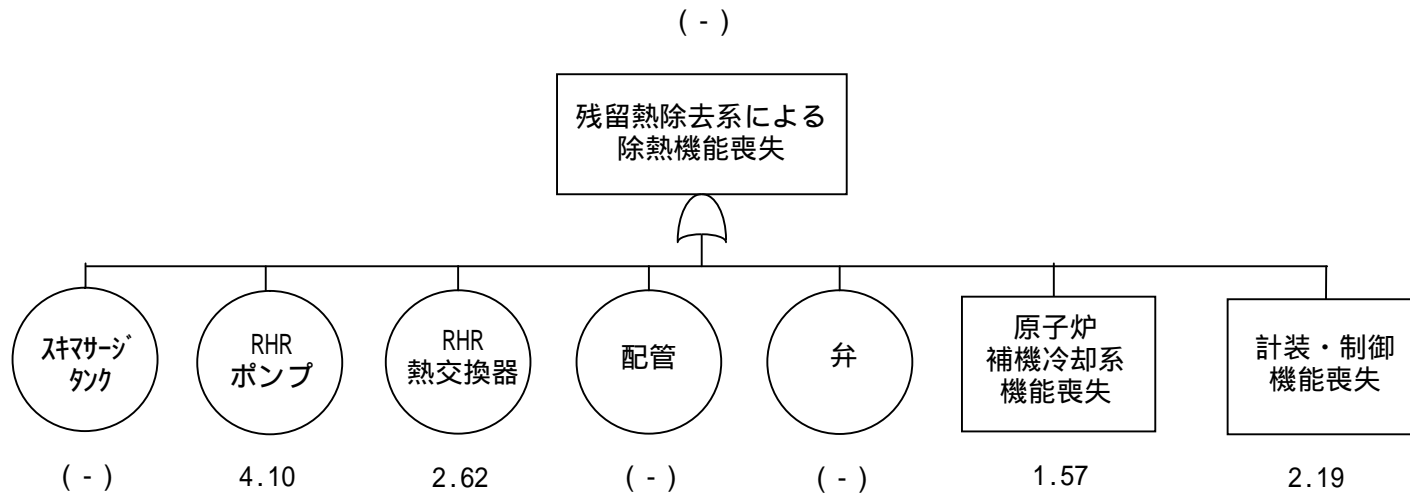 ( - )
残留熱除去系による
除熱機能喪失
スキマサージ
タンク
RHR
ポンプ
RHR
熱交換器
配管
弁
原子炉
補機冷却系
機能喪失
計装・制御
機能喪失
( - )
4.10
2.62
( - )
( - )
1.57
2.19